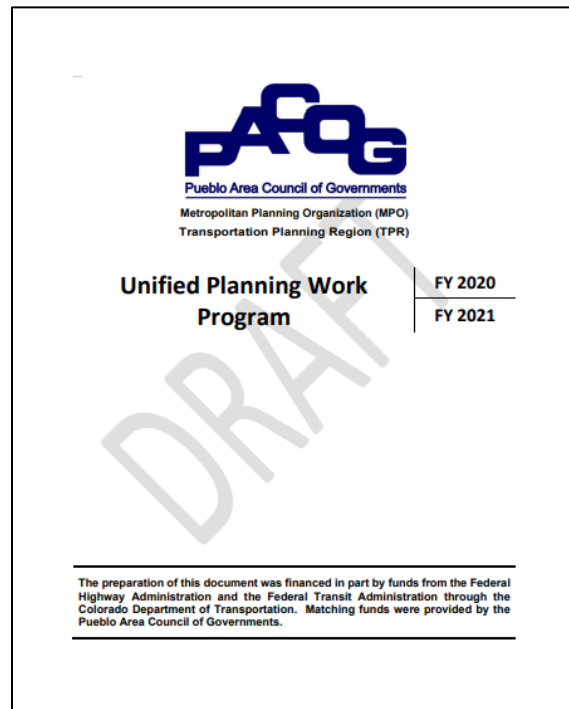 PACOG
Pueblo Area Council of Governments
Metropolitan Planning Organization (MPO)
Transportation Planning Region (TPR)
Unified Planning Work
Program
FY 2020
FY 2021
DRAFT
The preparation of this document was financed in part by funds from the Federal
Highway Administration and the Federal Transit Administration through the
Colorado Department of Transportation. Matching funds were provided by the
Pueblo Area Council of Governments.